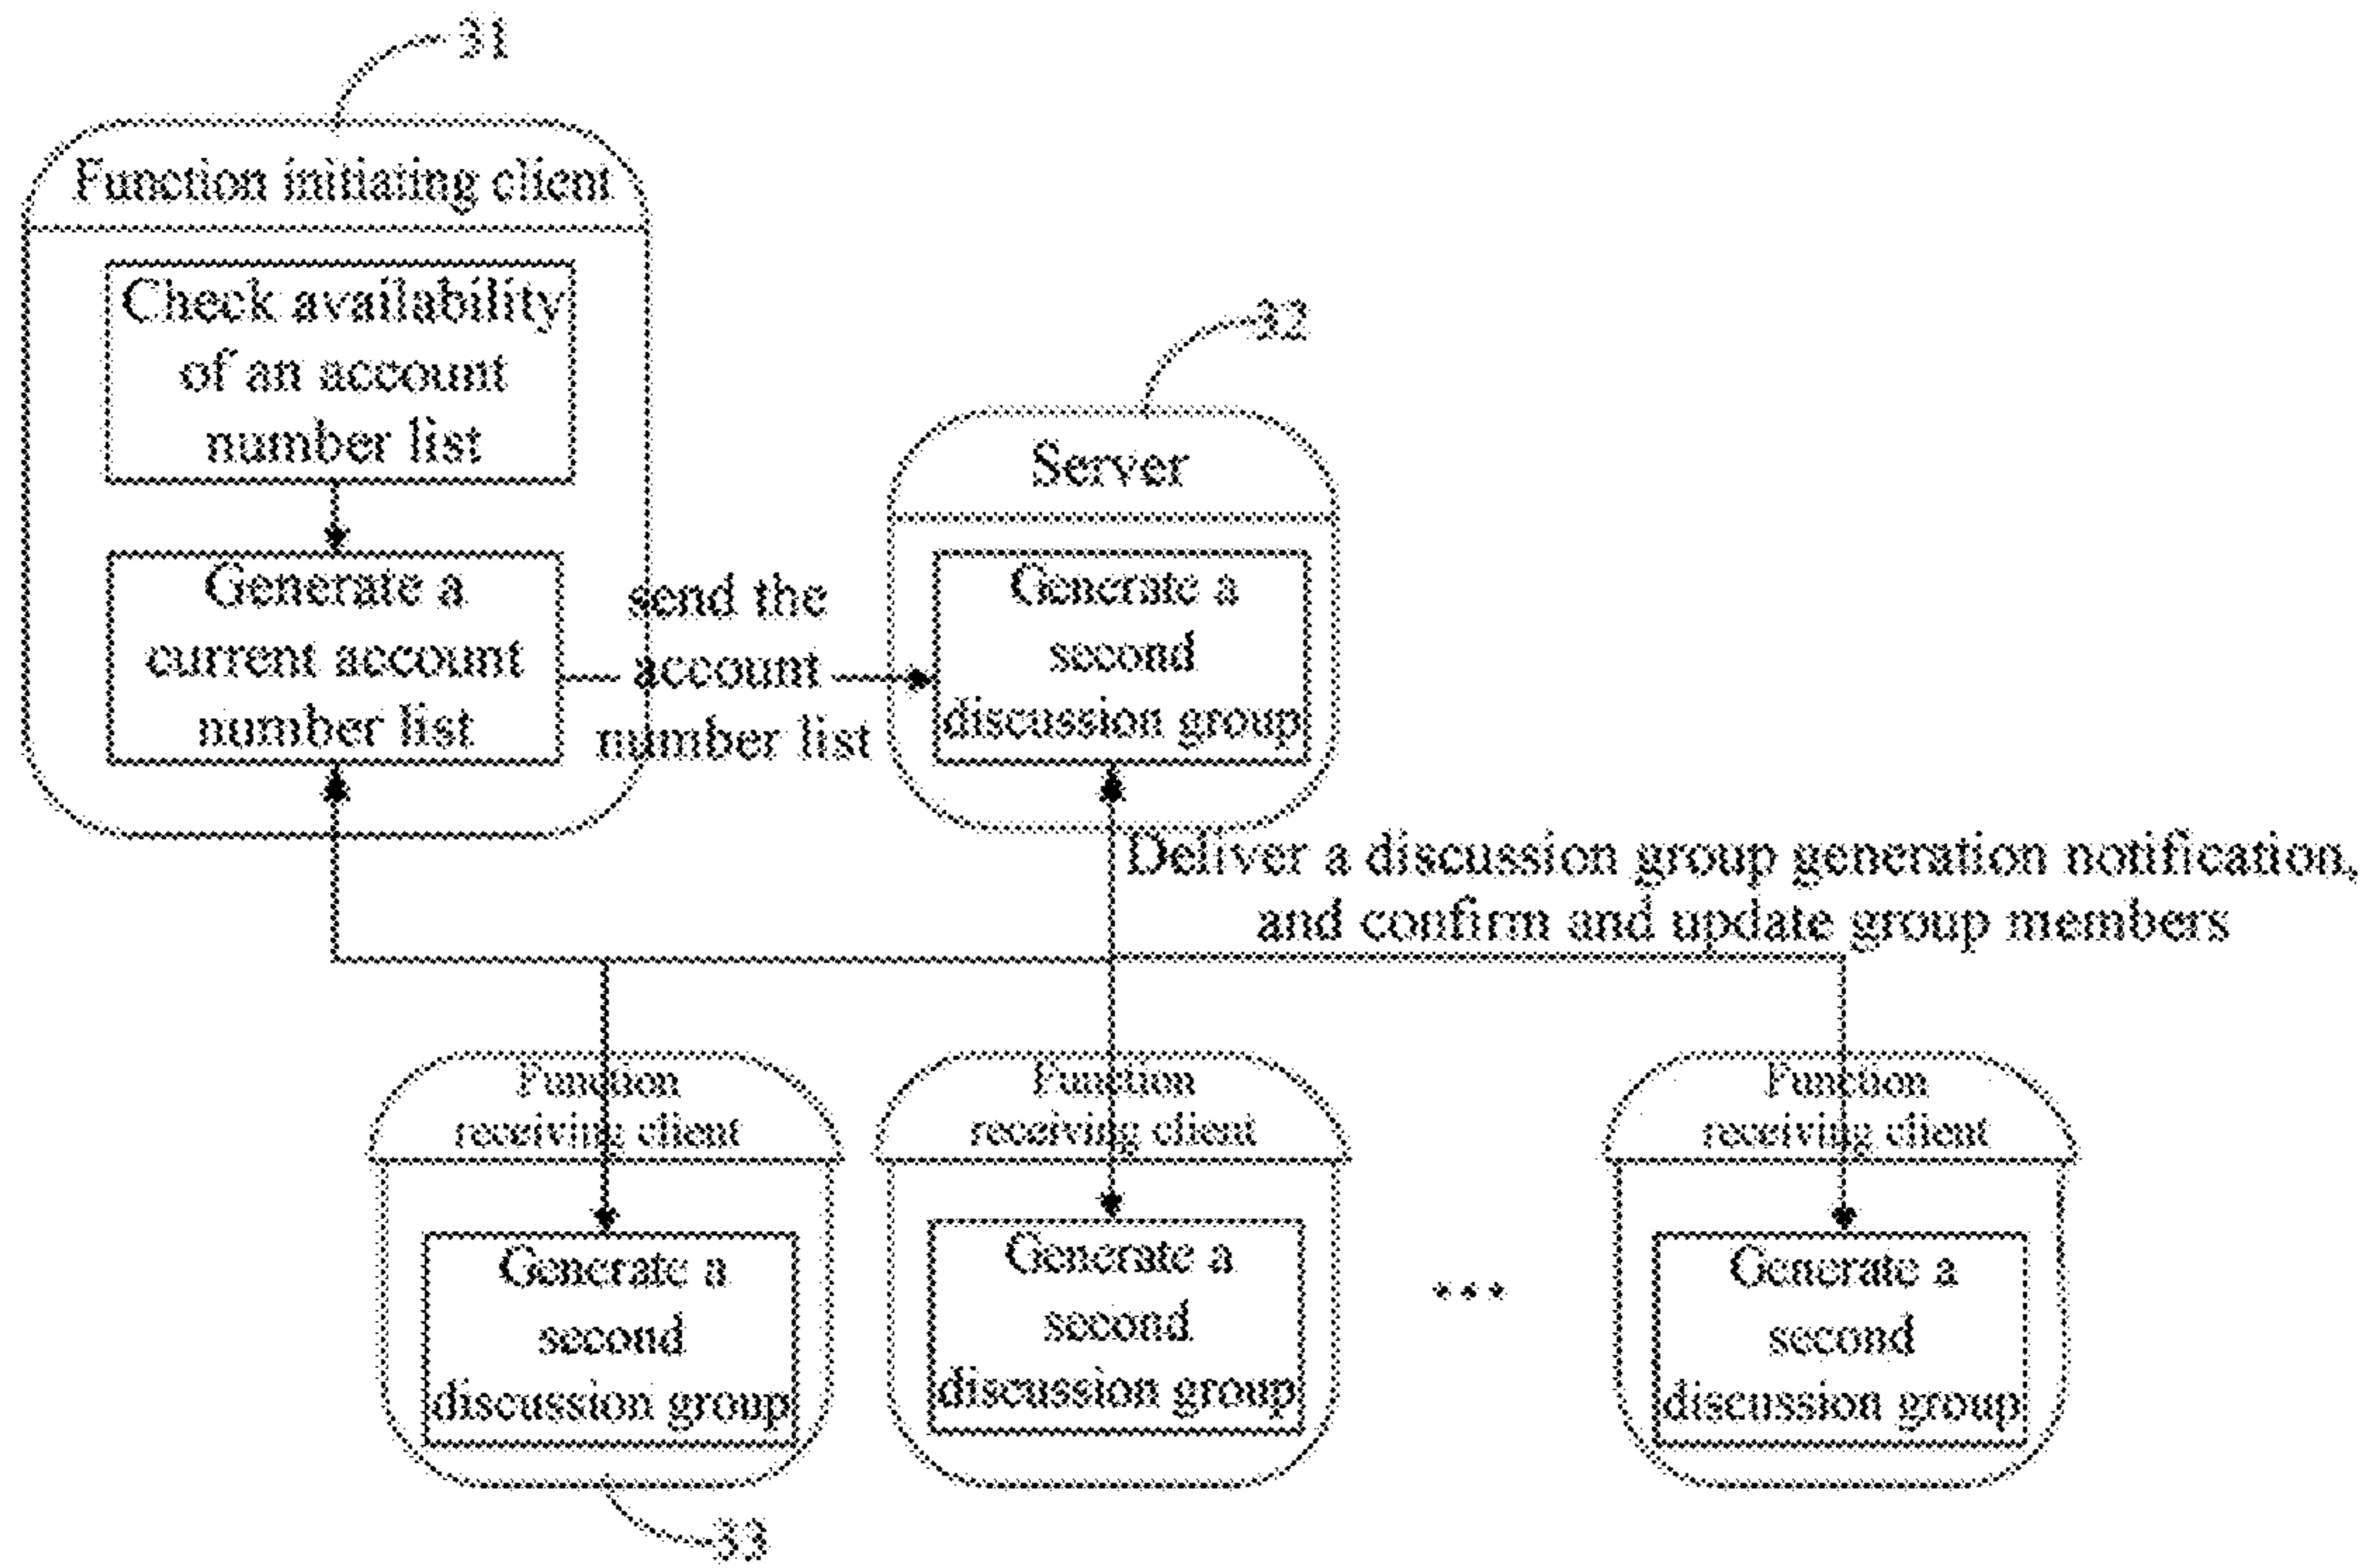 31
Function initiating client
Check availability
of an account
number list
32
Server
Generate a
current account
number list
send the
account
number list
Generate a
second
discussion group
Deliver a discussion group generation notification,
and confirm and update group members
Function
receiving client
Generate a
second
discussion group
Function
receiving client
Generate a
second
discussion group
...
Function
receiving client
Generate a
second
discussion group
33